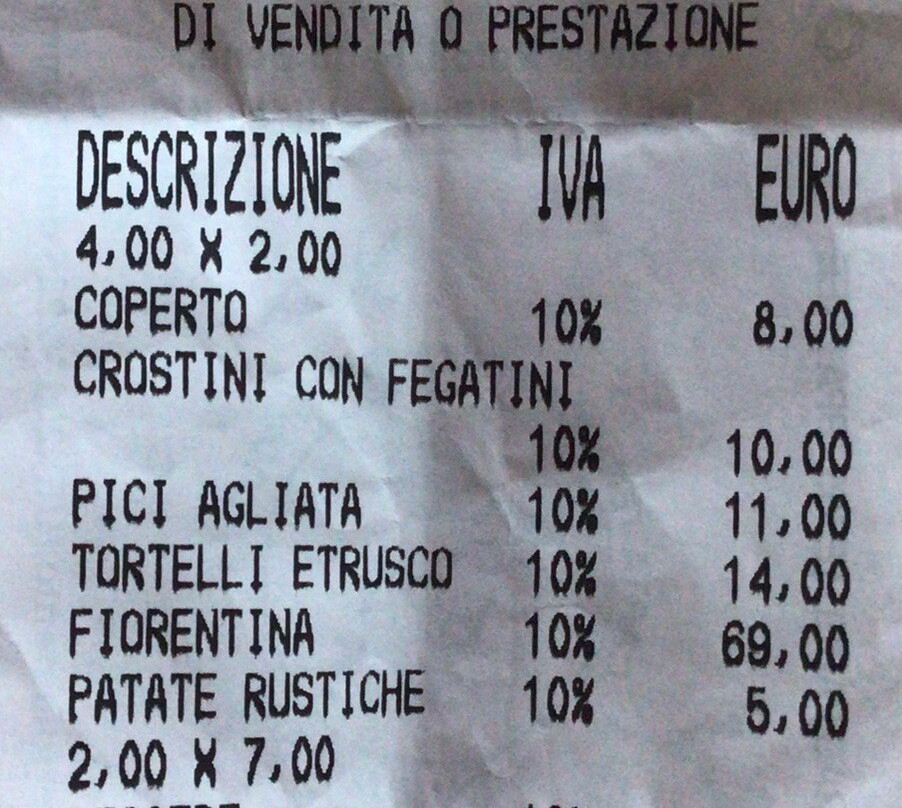 DI VENDITA O PRESTAZIONE
DESCRIZIONE IVA EURO
4,00 X 2,00
COPERTO 10% 8,00
CROSTINI CON FEGATINI
10% 10,00
PICI AGLIATA 10% 11,00
TORTELLI ETRUSCO 10% 14,00
FIORENTINA 10% 69,00
PATATE RUSTICHE 10% 5,00
2,00 X 7,00